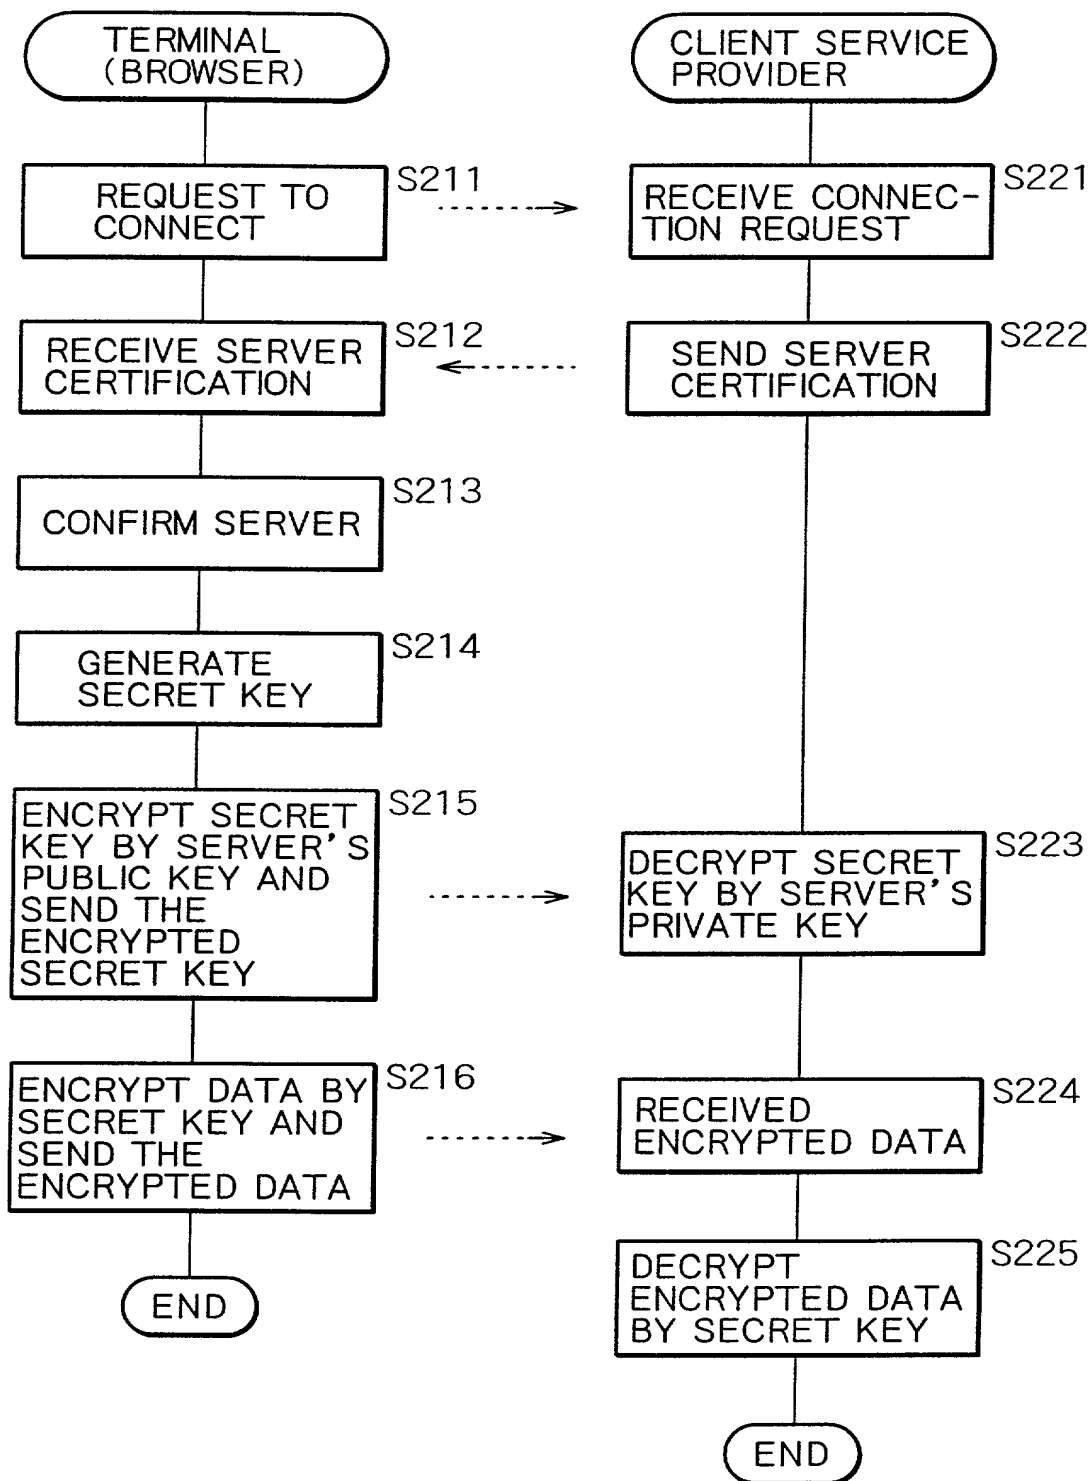 TERMINAL
(BROWSER)
CLIENT SERVICE
PROVIDER
REQUEST TO
CONNECT
S211
RECEIVE CONNEC-
TION REQUEST
S221
RECEIVE SERVER
CERTIFICATION
S212
SEND SERVER
CERTIFICATION
S222
CONFIRM SERVER
S213
GENERATE
SECRET KEY
S214
ENCRYPT SECRET
KEY BY SERVER'S
PUBLIC KEY AND
SEND THE
ENCRYPTED
SECRET KEY
S215
DECRYPT SECRET
KEY BY SERVER'S
PRIVATE KEY
S223
ENCRYPT DATA BY
SECRET KEY AND
SEND THE
ENCRYPTED DATA
S216
RECEIVED
ENCRYPTED DATA
S224
DECRYPT
ENCRYPTED DATA
BY SECRET KEY
S225
END
END